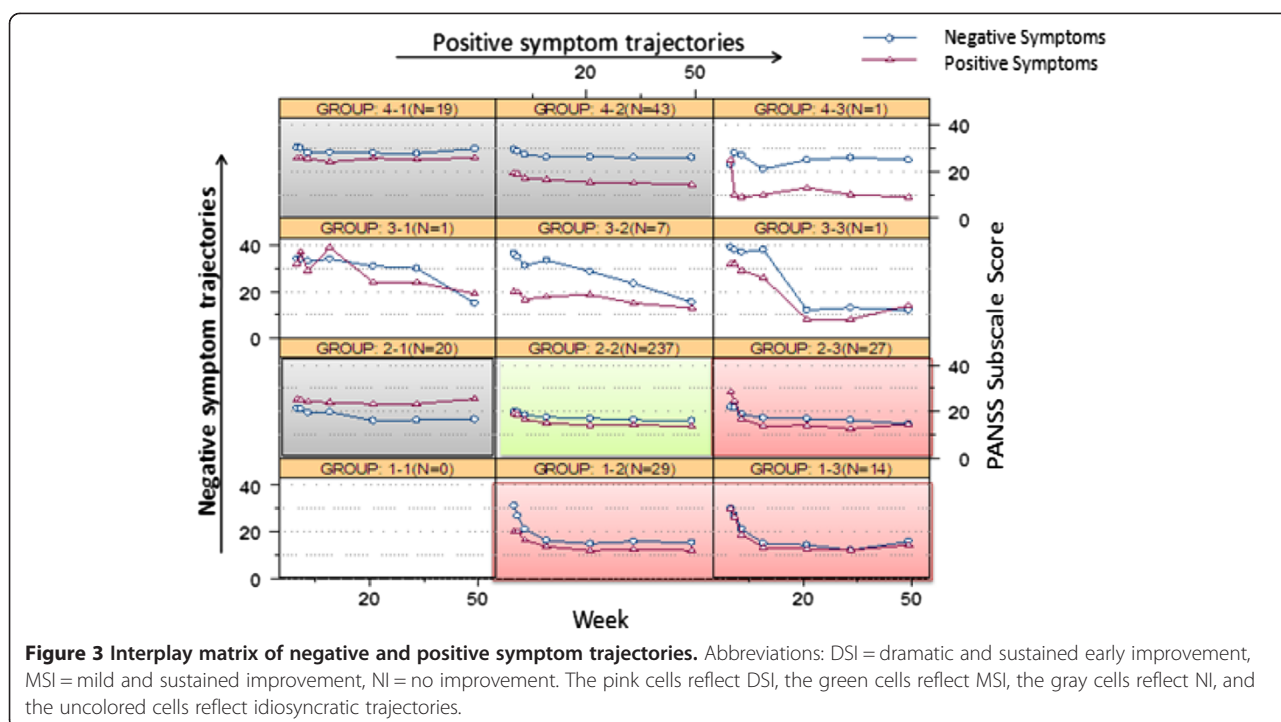 Positive symptom trajectories
Negative Symptoms
Positive Symptoms
20 50
GROUP: 4-1(N=19) GROUP: 4-2(N=43) GROUP: 4-3(N=1)
40
20
0
GROUP: 3-1(N=1) GROUP: 3-2(N=7) GROUP: 3-3(N=1)
40
20
0
GROUP: 2-1(N=20) GROUP: 2-2(N=237) GROUP: 2-3(N=27)
40
20
0
GROUP: 1-1(N=0) GROUP: 1-2(N=29) GROUP: 1-3(N=14)
40
20
0
20 50 20 50
Week
Negative symptom trajectories
PANSS Subscale Score
Figure 3 Interplay matrix of negative and positive symptom trajectories. Abbreviations: DSI = dramatic and sustained early improvement,
MSI = mild and sustained improvement, NI = no improvement. The pink cells reflect DSI, the green cells reflect MSI, the gray cells reflect NI, and
the uncolored cells reflect idiosyncratic trajectories.